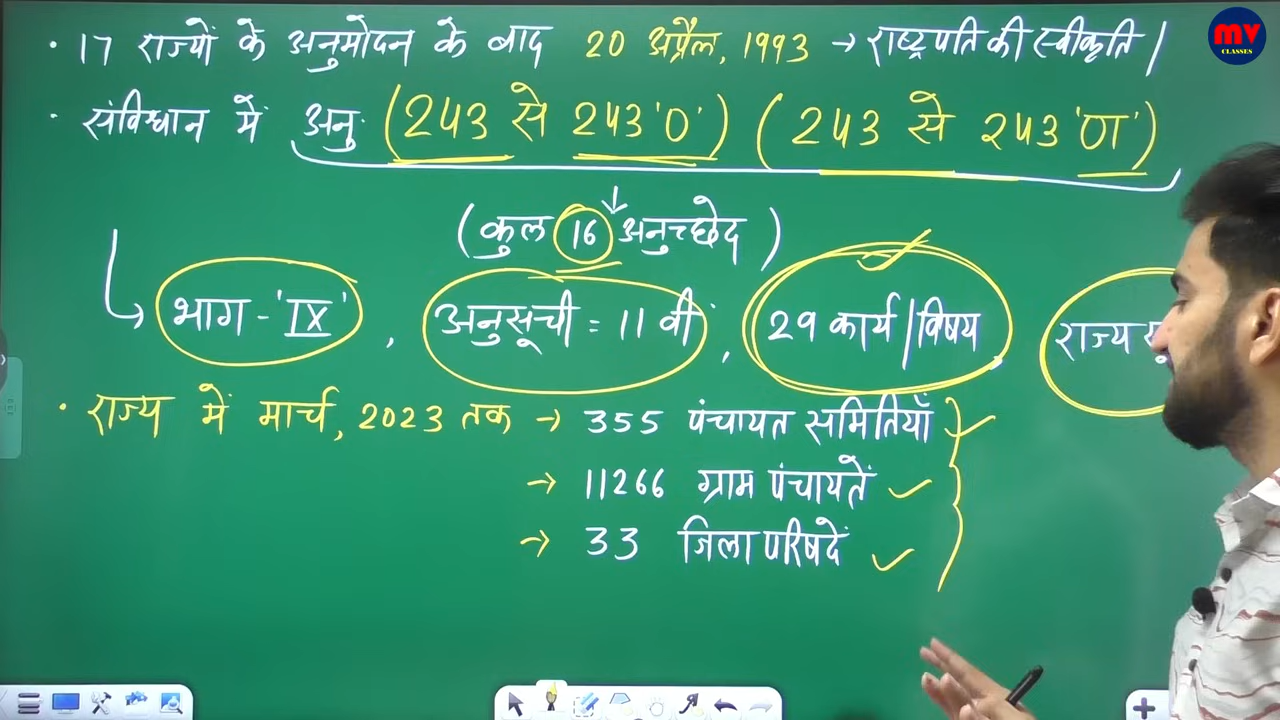 mv
CLASSES
• 17 राज्यों के अनुमोदन के बाद 20 अप्रैल, 1993 → राष्ट्रपति की स्वीकृति |
• संविधान में अनु. (243 से 243 'O') (243 से 243 'ण')
(कुल 16 अनुच्छेद)
भाग - 'IX', अनुसूची = 11 वीं, 29 कार्य / विषय, राज्य
• राज्य में मार्च, 2023 तक → 355 पंचायत समितियाँ
→ 11266 ग्राम पंचायतें
→ 33 जिला परिषदें